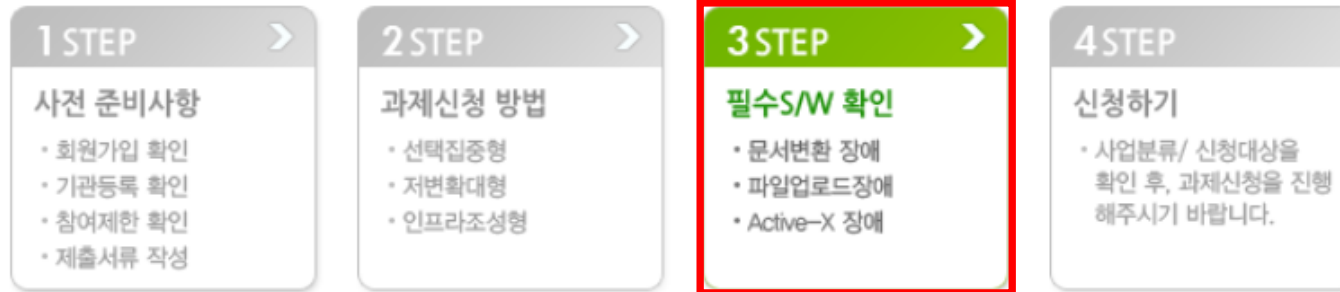 1 STEP
사전 준비사항
• 회원가입 확인
• 기관등록 확인
• 참여제한 확인
• 제출서류 작성
2 STEP
과제신청 방법
• 선택집중형
• 저변확대형
• 인프라조성형
3 STEP
필수S/W 확인
• 문서변환 장애
• 파일업로드장애
• Active-X 장애
4 STEP
신청하기
• 사업분류/ 신청대상을
확인 후, 과제신청을 진행
해주시기 바랍니다.